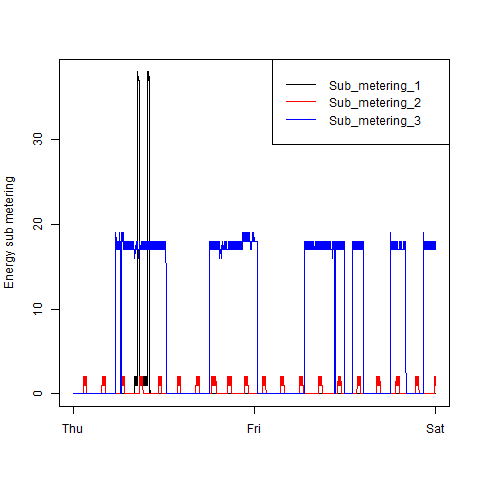 Sub_metering_1
Sub_metering_2
Sub_metering_3
Energy sub metering
30
20
10
0
Thu
Fri
Sat